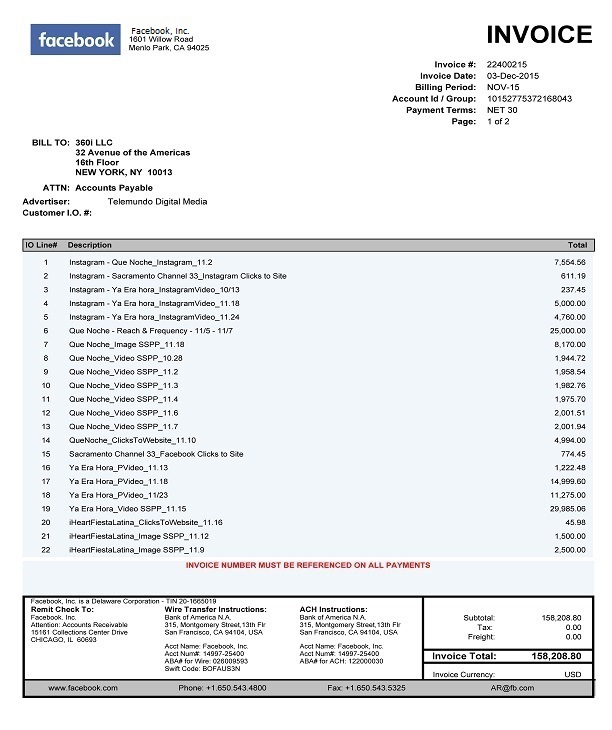 facebook
Facebook, Inc.
1601 Willow Road
Menlo Park, CA 94025
INVOICE
Invoice #: 22400215
Invoice Date: 03-Dec-2015
Billing Period: NOV-15
Account Id / Group: 10152775372168043
Payment Terms: NET 30
Page: 1 of 2
BILL TO: 360i LLC
32 Avenue of the Americas
16th Floor
NEW YORK, NY 10013
ATTN: Accounts Payable
Advertiser: Telemundo Digital Media
Customer I.O. #:
IO Line# Description Total
1 Instagram - Que Noche_Instagram_11.2 7,554.56
2 Instagram - Sacramento Channel 33_Instagram Clicks to Site 611.19
3 Instagram - Ya Era hora_InstagramVideo_10/13 237.45
4 Instagram - Ya Era hora_InstagramVideo_11.18 5,000.00
5 Instagram - Ya Era hora_InstagramVideo_11.24 4,760.00
6 Que Noche - Reach & Frequency - 11/5 - 11/7 25,000.00
7 Que Noche_Image SSPP_11.18 8,170.00
8 Que Noche_Video SSPP_10.28 1,944.72
9 Que Noche_Video SSPP_11.2 1,958.54
10 Que Noche_Video SSPP_11.3 1,982.76
11 Que Noche_Video SSPP_11.4 1,975.70
12 Que Noche_Video SSPP_11.6 2,001.51
13 Que Noche_Video SSPP_11.7 2,001.94
14 QueNoche_ClicksToWebsite_11.10 4,994.00
15 Sacramento Channel 33_Facebook Clicks to Site 774.45
16 Ya Era Hora_PVideo_11.13 1,222.48
17 Ya Era Hora_PVideo_11.18 14,999.60
18 Ya Era Hora_PVideo_11/23 11,275.00
19 Ya Era Hora_Video SSPP_11.15 29,985.06
20 iHeartFiestaLatina_ClicksToWebsite_11.16 45.98
21 iHeartFiestaLatina_Image SSPP_11.12 1,500.00
22 iHeartFiestaLatina_Image SSPP_11.9 2,500.00
INVOICE NUMBER MUST BE REFERENCED ON ALL PAYMENTS
Facebook, Inc. is a Delaware Corporation - TIN 20-1665019
Remit Check To:
Facebook, Inc.
Attention: Accounts Receivable
15161 Collections Center Drive
CHICAGO, IL 60693
Wire Transfer Instructions:
Bank of America N.A.
315, Montgomery Street,13th Flr
San Francisco, CA 94104, USA
Acct Name: Facebook, Inc.
Acct Num#: 14997-25400
ABA# for Wire: 026009593
Swift Code: BOFAUS3N
ACH Instructions:
Bank of America N.A.
315, Montgomery Street,13th Flr
San Francisco, CA 94104, USA
Acct Name: Facebook, Inc.
Acct Num#: 14997-25400
ABA# for ACH: 122000030
Subtotal: 158,208.80
Tax: 0.00
Freight: 0.00
Invoice Total: 158,208.80
Invoice Currency: USD
www.facebook.com Phone: +1.650.543.4800 Fax: +1.650.543.5325 AR@fb.com